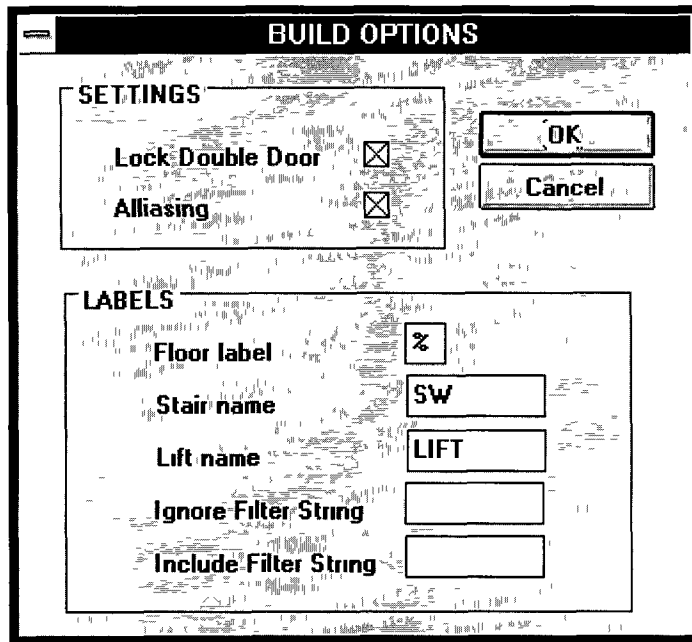 BUILD OPTIONS
SETTINGS
Lock Double Door
Alliasing
OK
Cancel
LABELS
Floor label %
Stair name SW
Lift name LIFT
Ignore Filter String
Include Filter String